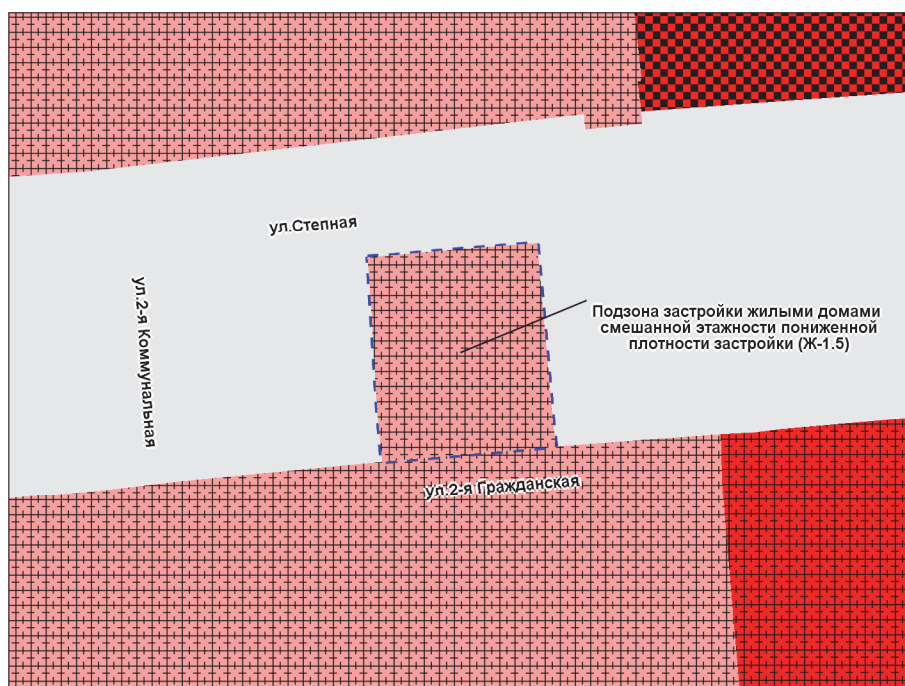 ул.Степная
ул.2-я Коммунальная
Подзона застройки жилыми домами
смешанной этажности пониженной
плотности застройки (Ж-1.5)
ул.2-я Гражданская